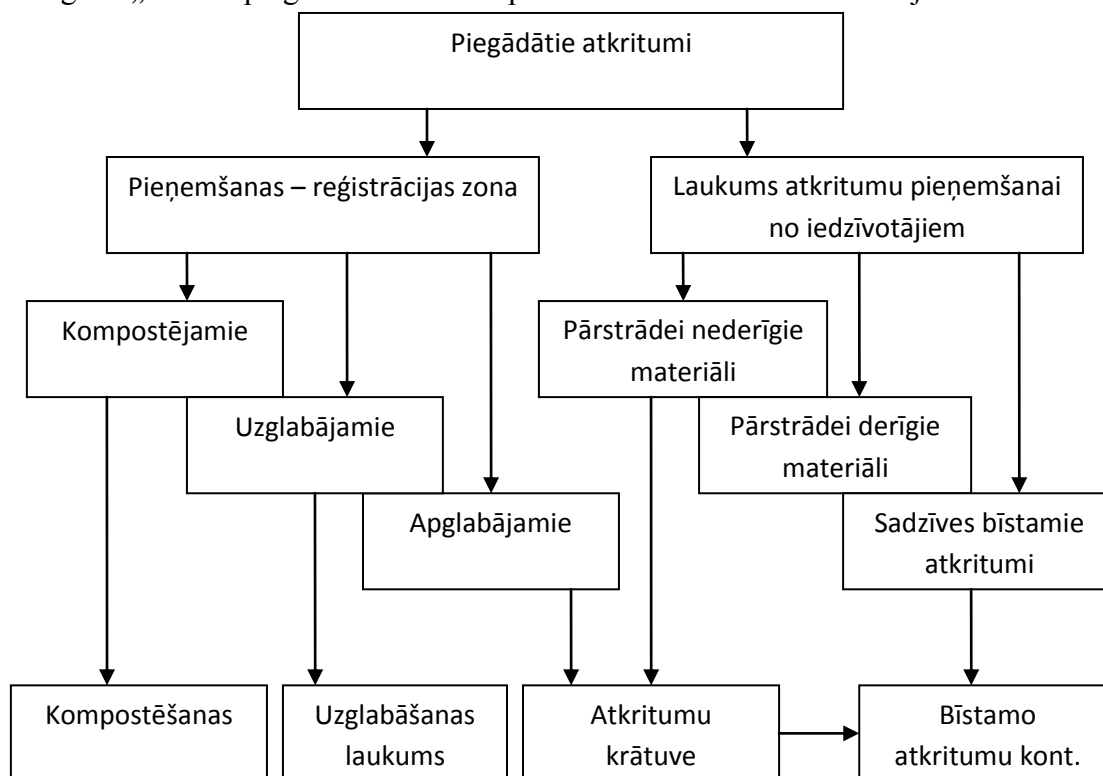 Piegādātie atkritumi
Pieņemšanas – reģistrācijas zona
Laukums atkritumu pieņemšanai
no iedzīvotājiem
Kompostējamie
Pārstrādei nederīgie
materiāli
Uzglabājamie
Pārstrādei derīgie
materiāli
Apglabājamie
Sadzīves bīstamie
atkritumi
Kompostēšanas
Uzglabāšanas
laukums
Atkritumu
krātuve
Bīstamo
atkritumu kont.